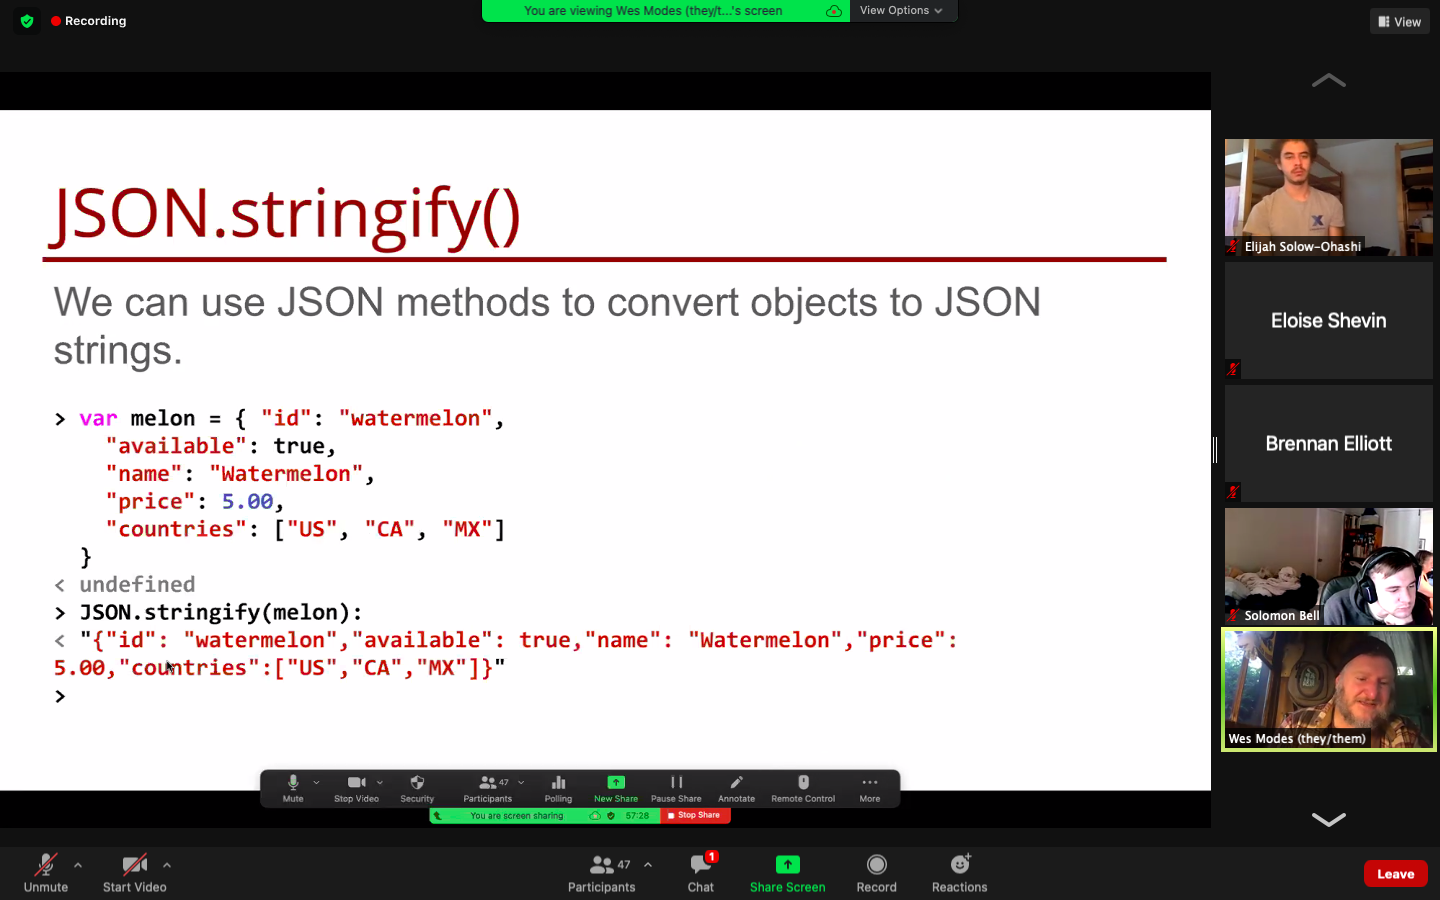 Recording
You are viewing Wes Modes (they/t...'s screen
View Options
View
JSON.stringify()
We can use JSON methods to convert objects to JSON
strings.
> var melon = { "id": "watermelon",
"available": true,
"name": "Watermelon",
"price": 5.00,
"countries": ["US", "CA", "MX"]
}
< undefined
> JSON.stringify(melon):
< "{"id": "watermelon","available": true,"name": "Watermelon","price":
5.00,"countries":["US","CA","MX"]}"
>
Elijah Solow-Ohashi
Eloise Shevin
Brennan Elliott
Solomon Bell
Wes Modes (they/them)
Mute
Stop Video
Security
47
Participants
Polling
New Share
Pause Share
Annotate
Remote Control
More
You are screen sharing
57:28
Stop Share
Unmute
Start Video
47
Participants
1
Chat
Share Screen
Record
Reactions
Leave